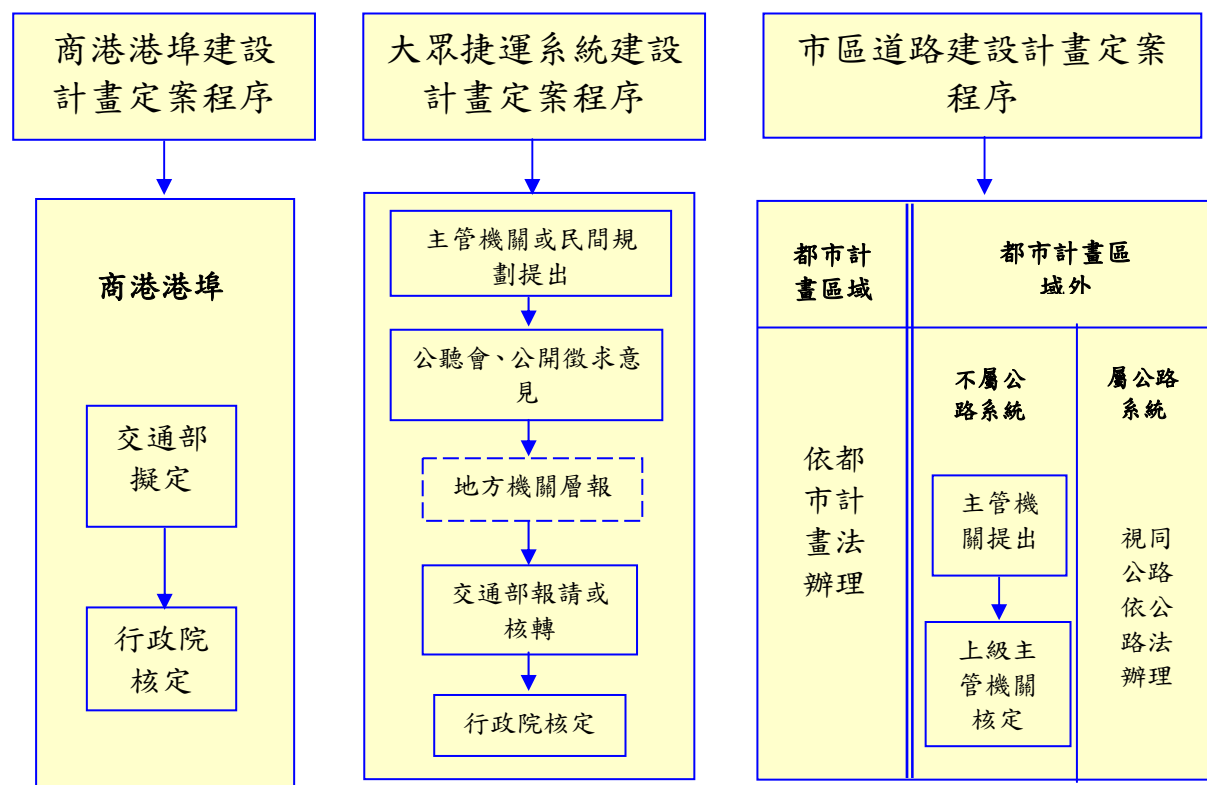 商港港埠建設
計畫定案程序
商港港埠
交通部
擬定
行政院
核定
大眾捷運系統建設
計畫定案程序
主管機關或民間規
劃提出
公聽會、公開徵求意
見
地方機關層報
交通部報請或
核轉
行政院核定
市區道路建設計畫定案
程序
都市計
畫區域
依都
市計
畫法
辦理
都市計畫區
域外
不屬公
路系統
主管機
關提出
上級主
管機關
核定
屬公路
系統
視同
公路
依公
路法
辦理